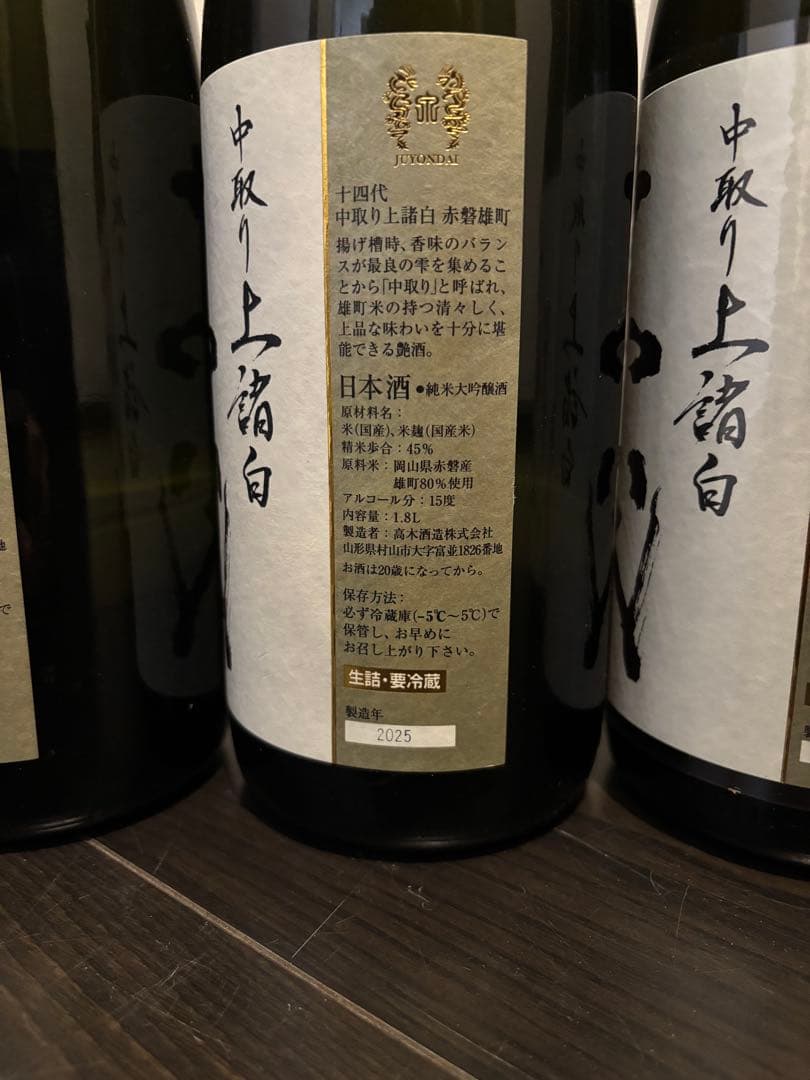 中取り上諸白
JUYONDAI
十四代
中取り上諸白 赤磐雄町
揚げ槽時、香味のバラン
スが最良の雫を集めるこ
とから「中取り」と呼ばれ、
雄町米の持つ清々しく、
上品な味わいを十分に堪
能できる艶酒。
日本酒 ●純米大吟醸酒
原材料名：
米(国産)、米麹(国産米)
精米歩合：45%
原料米：岡山県赤磐産
雄町80%使用
アルコール分：15度
内容量：1.8L
製造者：高木酒造株式会社
山形県村山市大字富並1826番地
お酒は20歳になってから。
保存方法：
必ず冷蔵庫(-5℃～5℃)で
保管し、お早めに
お召し上がり下さい。
生詰・要冷蔵
製造年
2025
中取り上諸白
地
で